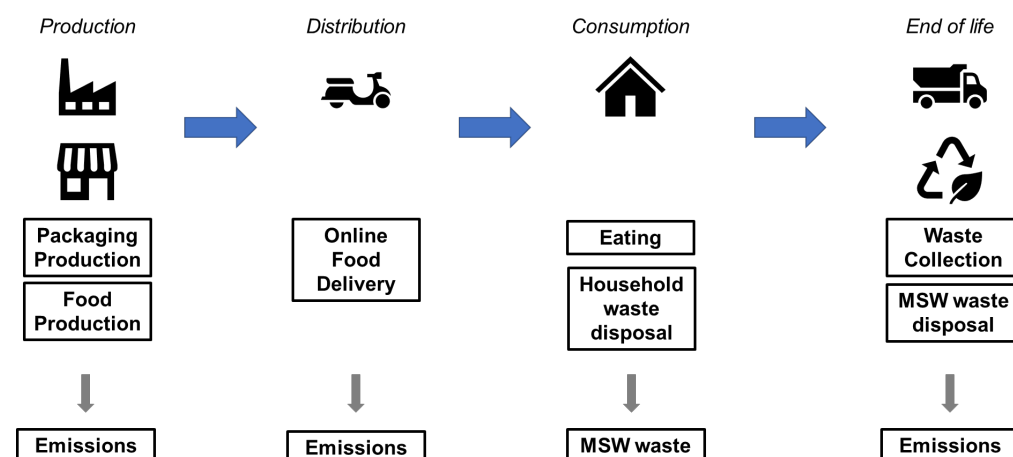 Production
Distribution
Consumption
End of life
Packaging
Production
Food
Production
Online
Food
Delivery
Eating
Household
waste
disposal
Waste
Collection
MSW waste
disposal
Emissions
Emissions
MSW waste
Emissions